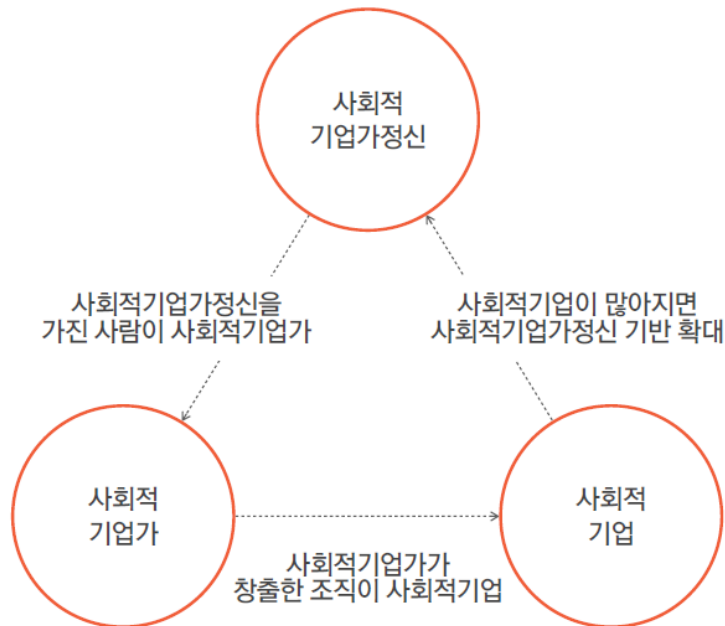 사회적
기업가정신
사회적기업가정신을
가진 사람이 사회적기업가
사회적기업이 많아지면
사회적기업가정신 기반 확대
사회적
기업가
사회적
기업
사회적기업가가
창출한 조직이 사회적기업